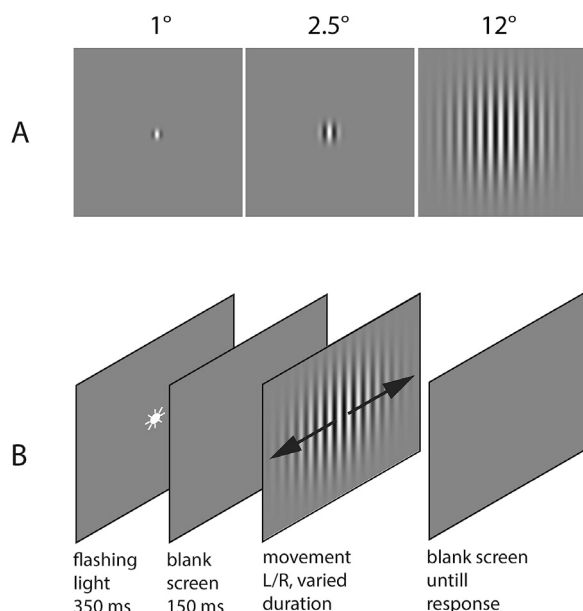 1° 2.5° 12°
A
B
flashing
light
350 ms
blank
screen
150 ms
movement
L/R, varied
duration
blank screen
untill
response